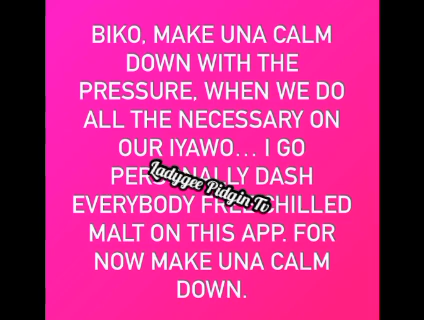 BIKO, MAKE UNA CALM
DOWN WITH THE
PRESSURE, WHEN WE DO
ALL THE NECESSARY ON
OUR IYAWO... I GO
PERSONALLY DASH
Ladygee Pidgin Tv
EVERYBODY FREE CHILLED
MALT ON THIS APP. FOR
NOW MAKE UNA CALM
DOWN.